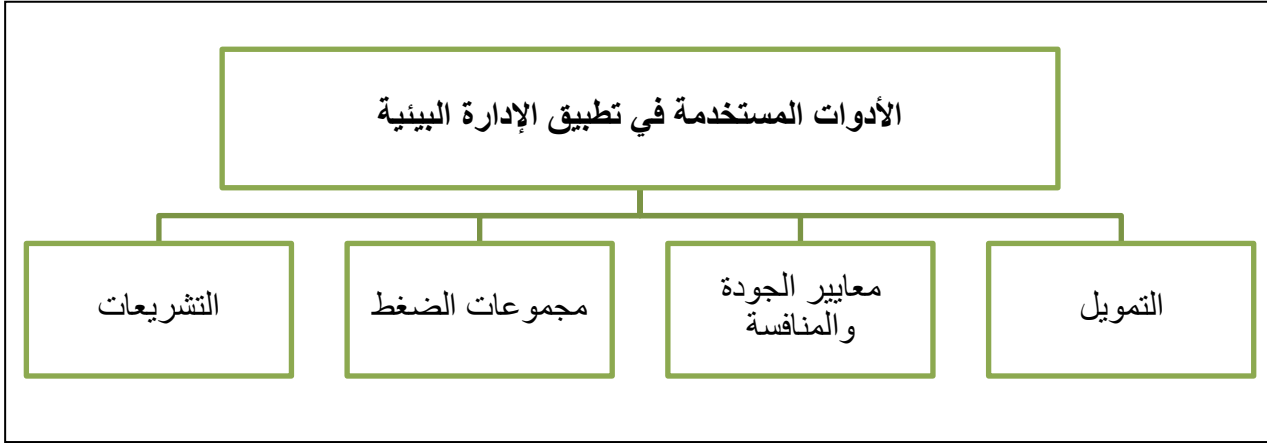 الأدوات المستخدمة في تطبيق الإدارة البيئية
التمويل
معايير الجودة
والمنافسة
مجموعات الضغط
التشريعات